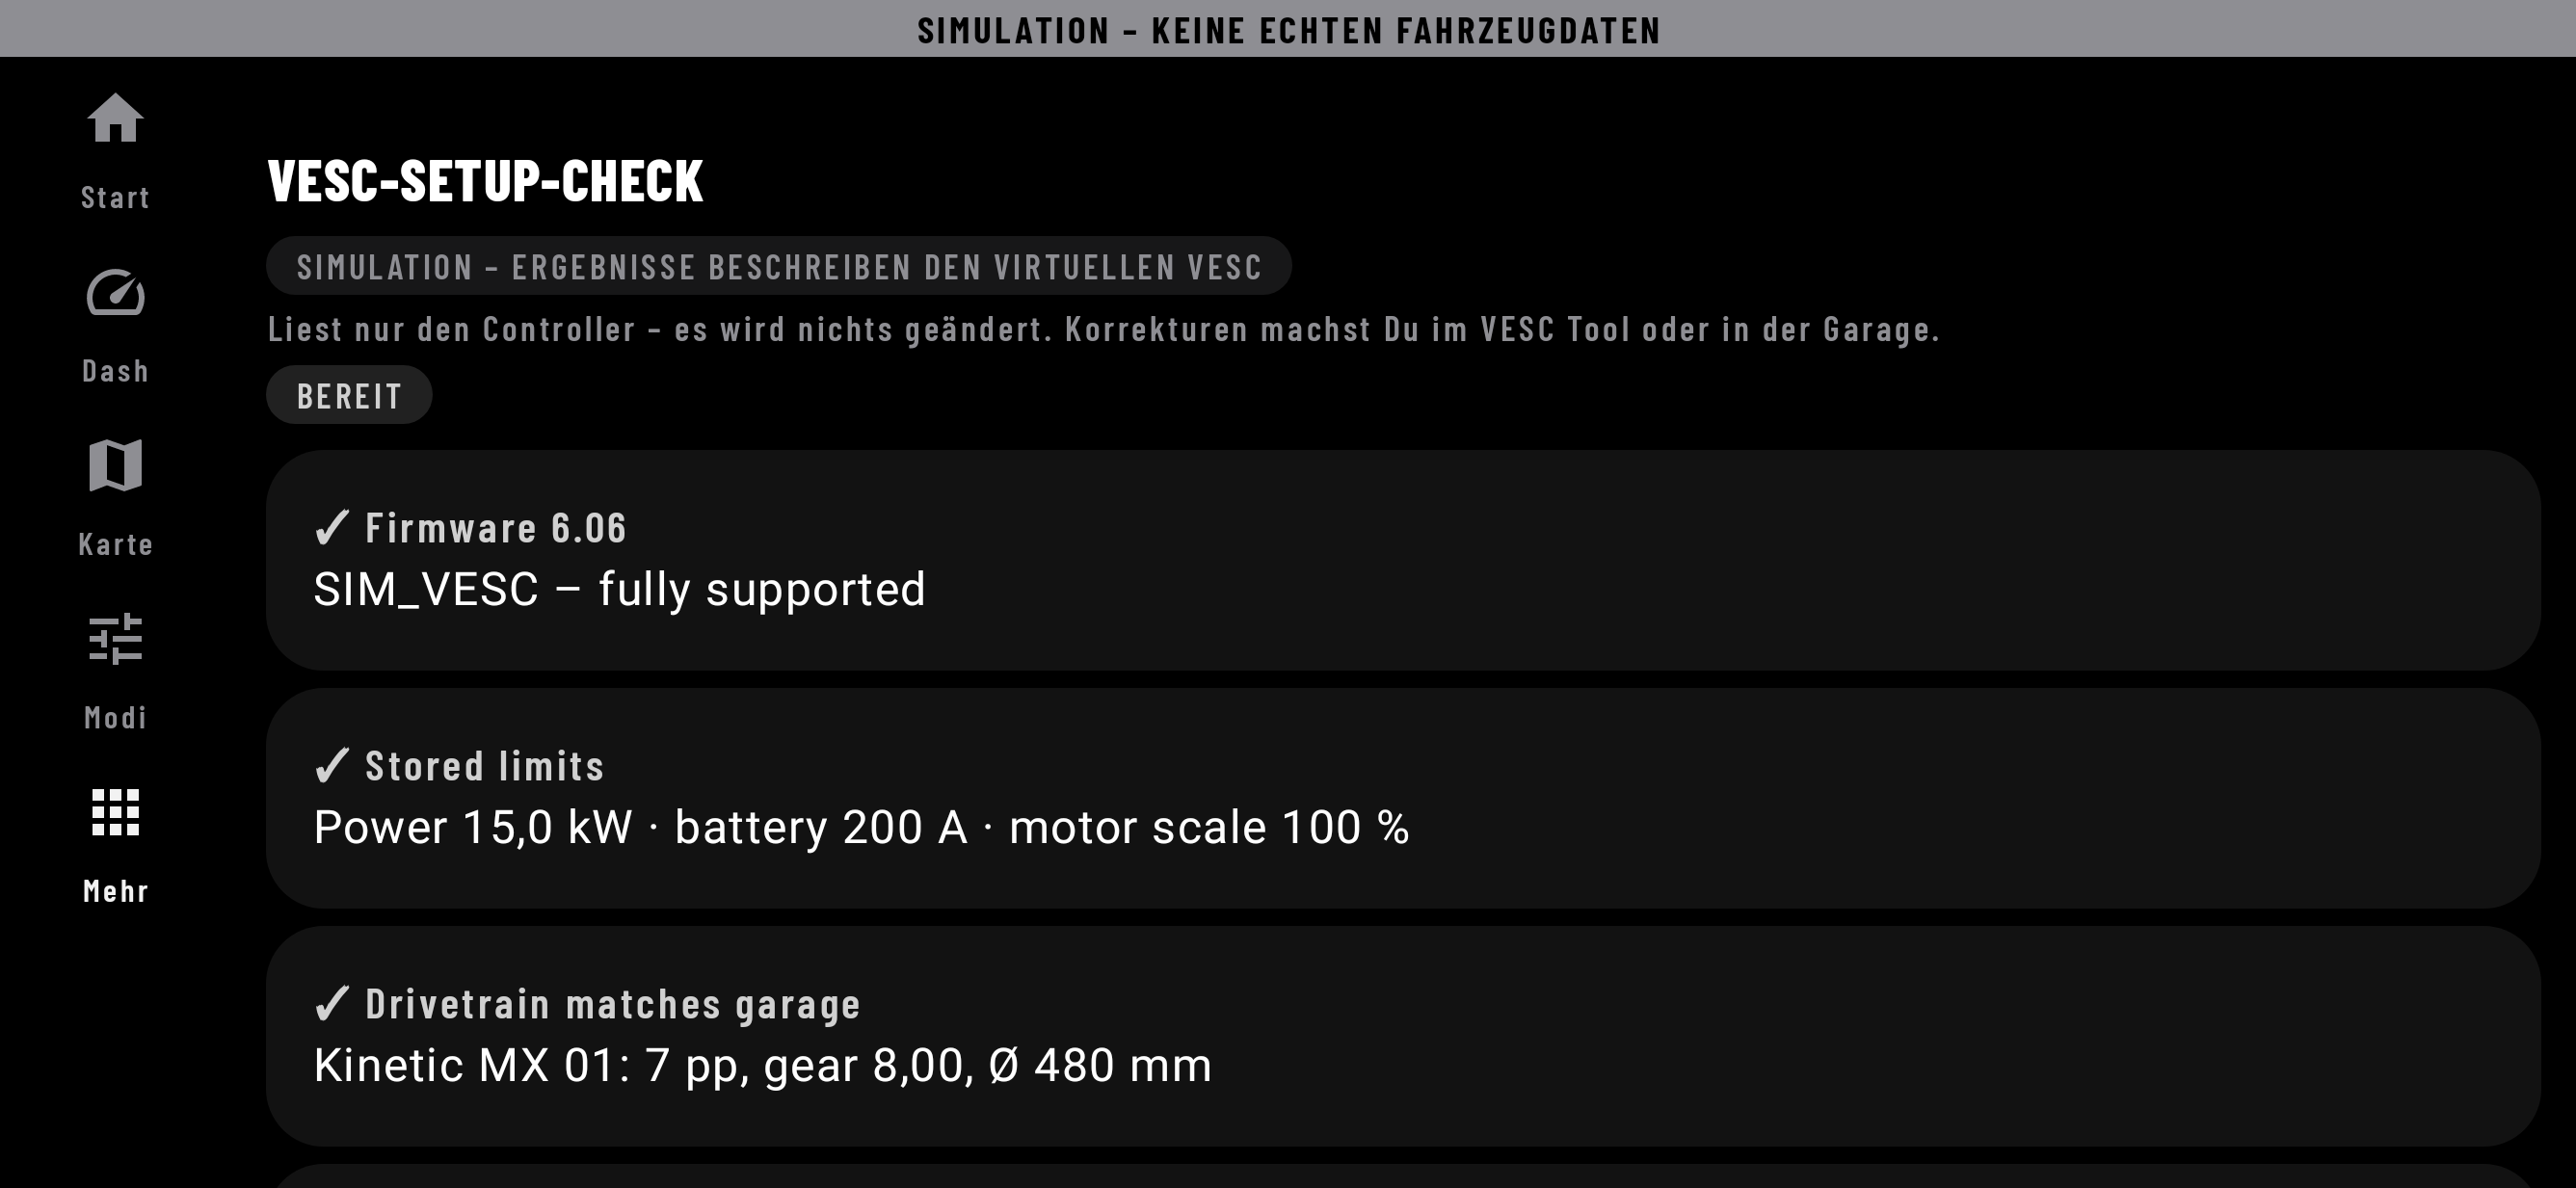 SIMULATION – KEINE ECHTEN FAHRZEUGDATEN
Start
Dash
Karte
Modi
Mehr
VESC-SETUP-CHECK
SIMULATION – ERGEBNISSE BESCHREIBEN DEN VIRTUELLEN VESC
Liest nur den Controller – es wird nichts geändert. Korrekturen machst Du im VESC Tool oder in der Garage.
BEREIT
✓ Firmware 6.06
SIM_VESC – fully supported
✓ Stored limits
Power 15,0 kW · battery 200 A · motor scale 100 %
✓ Drivetrain matches garage
Kinetic MX 01: 7 pp, gear 8,00, Ø 480 mm